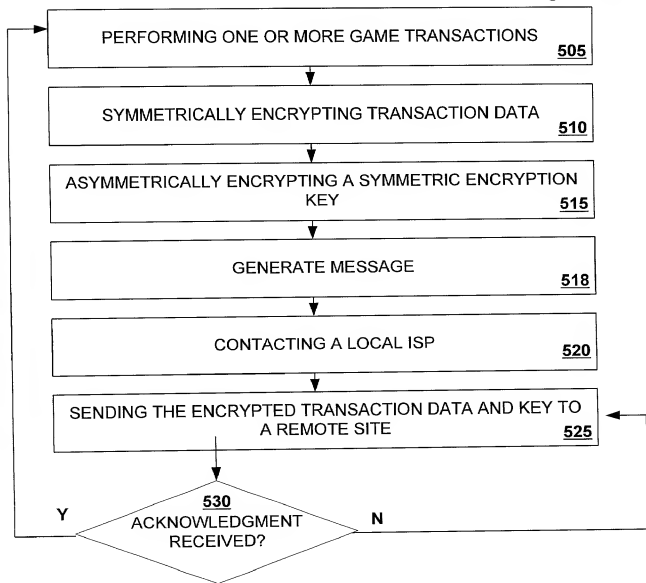 PERFORMING ONE OR MORE GAME TRANSACTIONS
505
SYMMETRICALLY ENCRYPTING TRANSACTION DATA
510
ASYMMETRICALLY ENCRYPTING A SYMMETRIC ENCRYPTION
KEY
515
GENERATE MESSAGE
518
CONTACTING A LOCAL ISP
520
SENDING THE ENCRYPTED TRANSACTION DATA AND KEY TO
A REMOTE SITE
525
530
ACKNOWLEDGMENT
RECEIVED?
Y
N